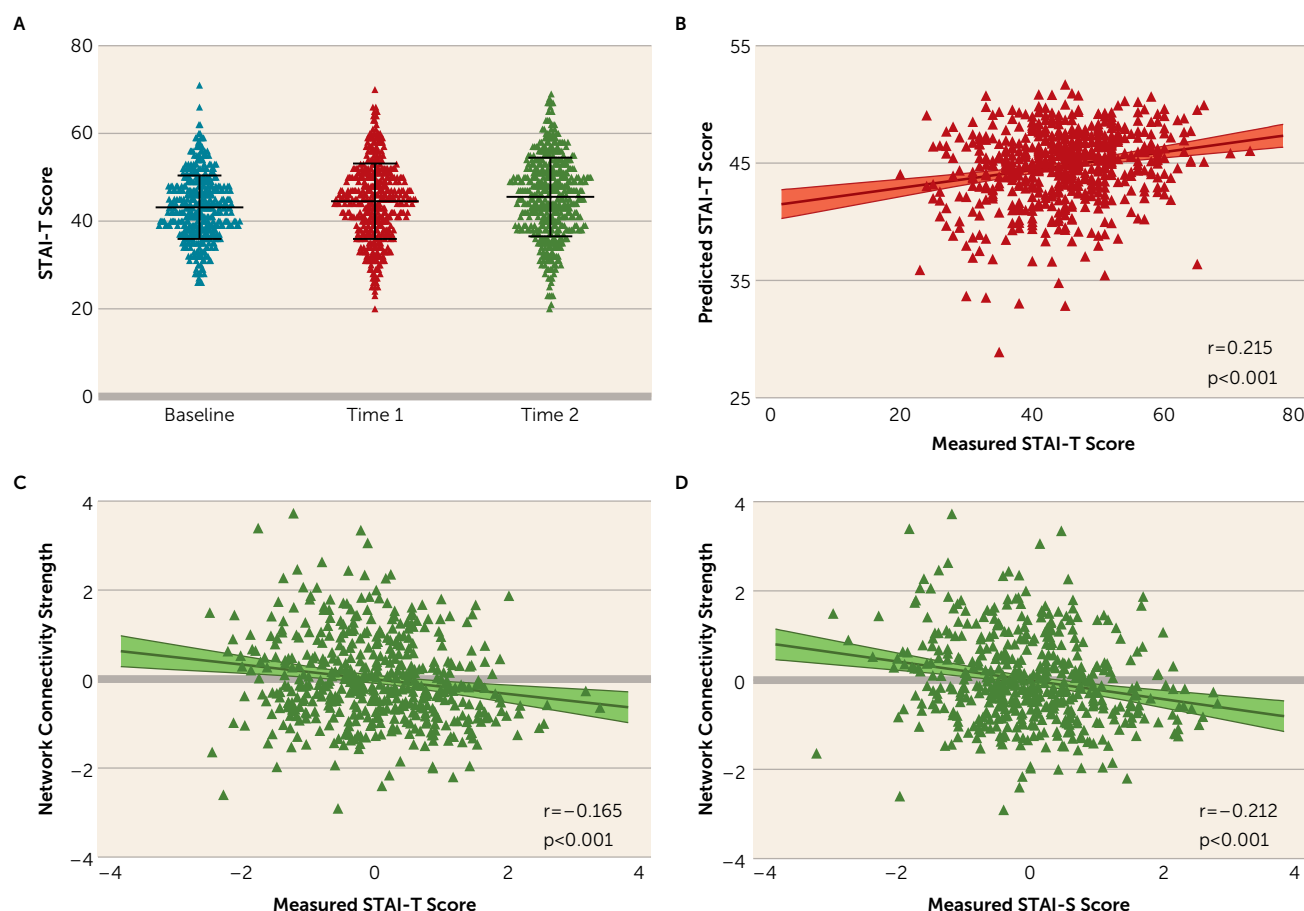 A
80
60
40
20
0
STAI-T Score
Baseline
Time 1
Time 2
B
55
45
35
25
Predicted STAI-T Score
r=0.215
p<0.001
0
20
40
60
80
Measured STAI-T Score
C
4
2
0
−2
−4
Network Connectivity Strength
r=−0.165
p<0.001
−4
−2
0
2
4
Measured STAI-T Score
D
4
2
0
−2
−4
Network Connectivity Strength
r=−0.212
p<0.001
−4
−2
0
2
4
Measured STAI-S Score